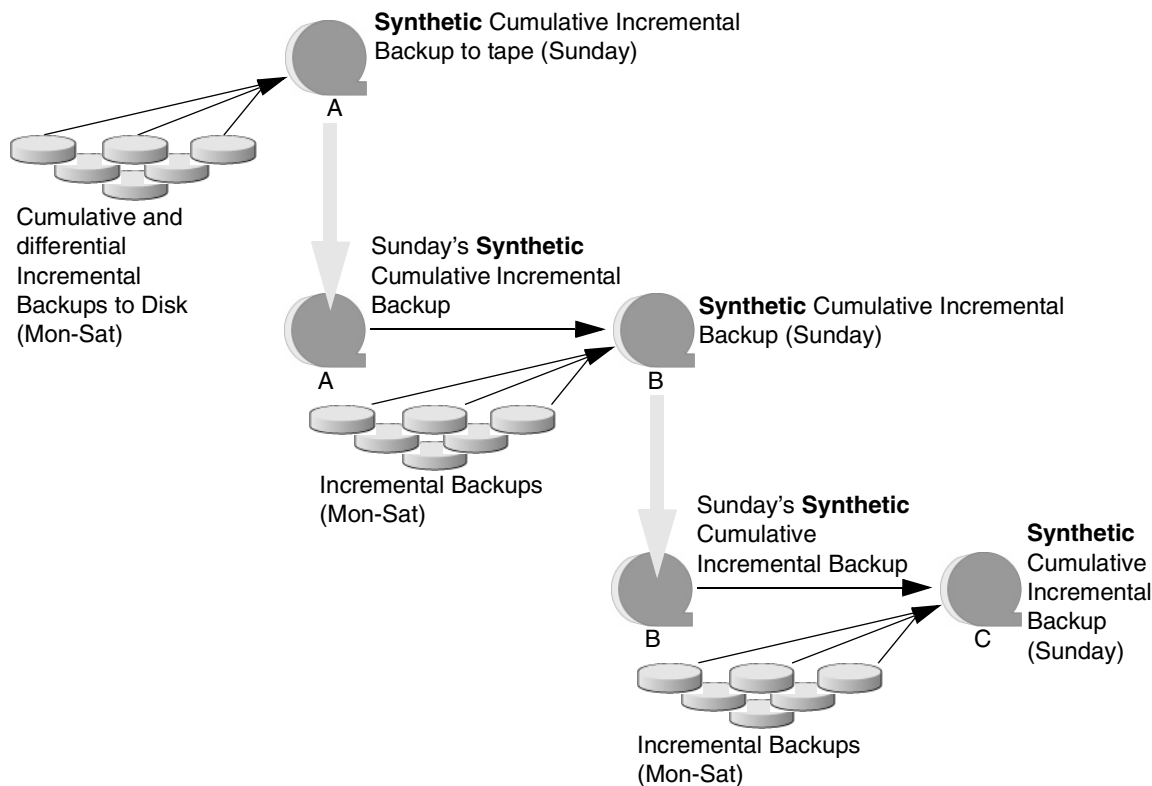 Synthetic Cumulative Incremental
Backup to tape (Sunday)
A
Cumulative and
differential
Incremental
Backups to Disk
(Mon-Sat)
Sunday’s Synthetic
Cumulative Incremental
Backup
A
Synthetic Cumulative Incremental
Backup (Sunday)
B
Incremental Backups
(Mon-Sat)
Sunday’s Synthetic
Cumulative
Incremental Backup
B
Synthetic
Cumulative
Incremental
Backup
(Sunday)
C
Incremental Backups
(Mon-Sat)